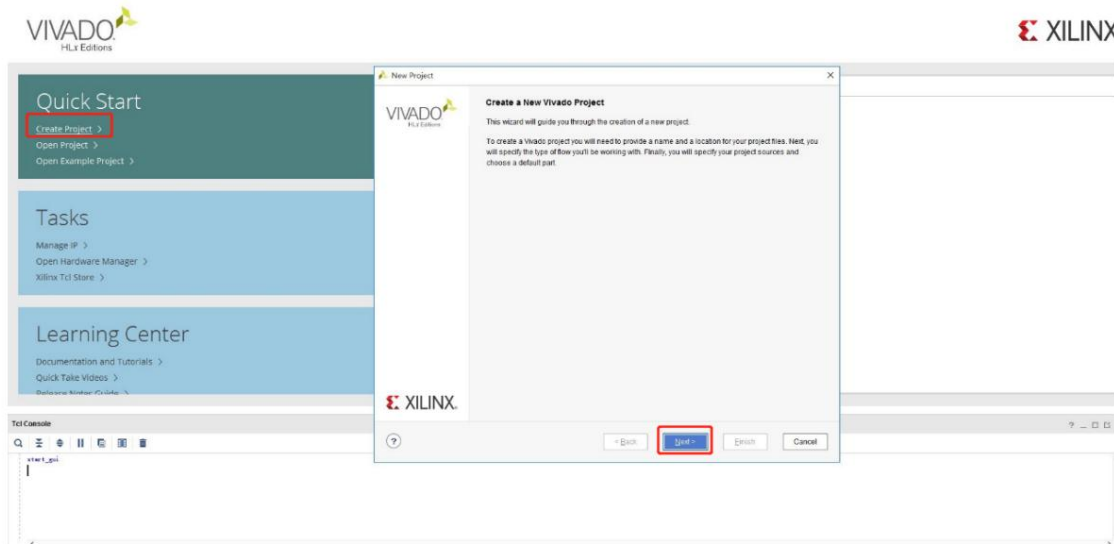 VIVADO
HLx Editions
XILINX
Quick Start
Create Project >
Open Project >
Open Example Project >
Tasks
Manage IP >
Open Hardware Manager >
Xilinx Tcl Store >
Learning Center
Documentation and Tutorials >
Quick Take Videos >
Release Notes Guide >
New Project
VIVADO
HLx Editions
Create a New Vivado Project
This wizard will guide you through the creation of a new project.
To create a Vivado project you will need to provide a name and a location for your project files. Next, you
will specify the type of flow you'll be working with. Finally, you will specify your project sources and
choose a default part.
XILINX
?
< Back
Next >
Finish
Cancel
Tcl Console
start_gui